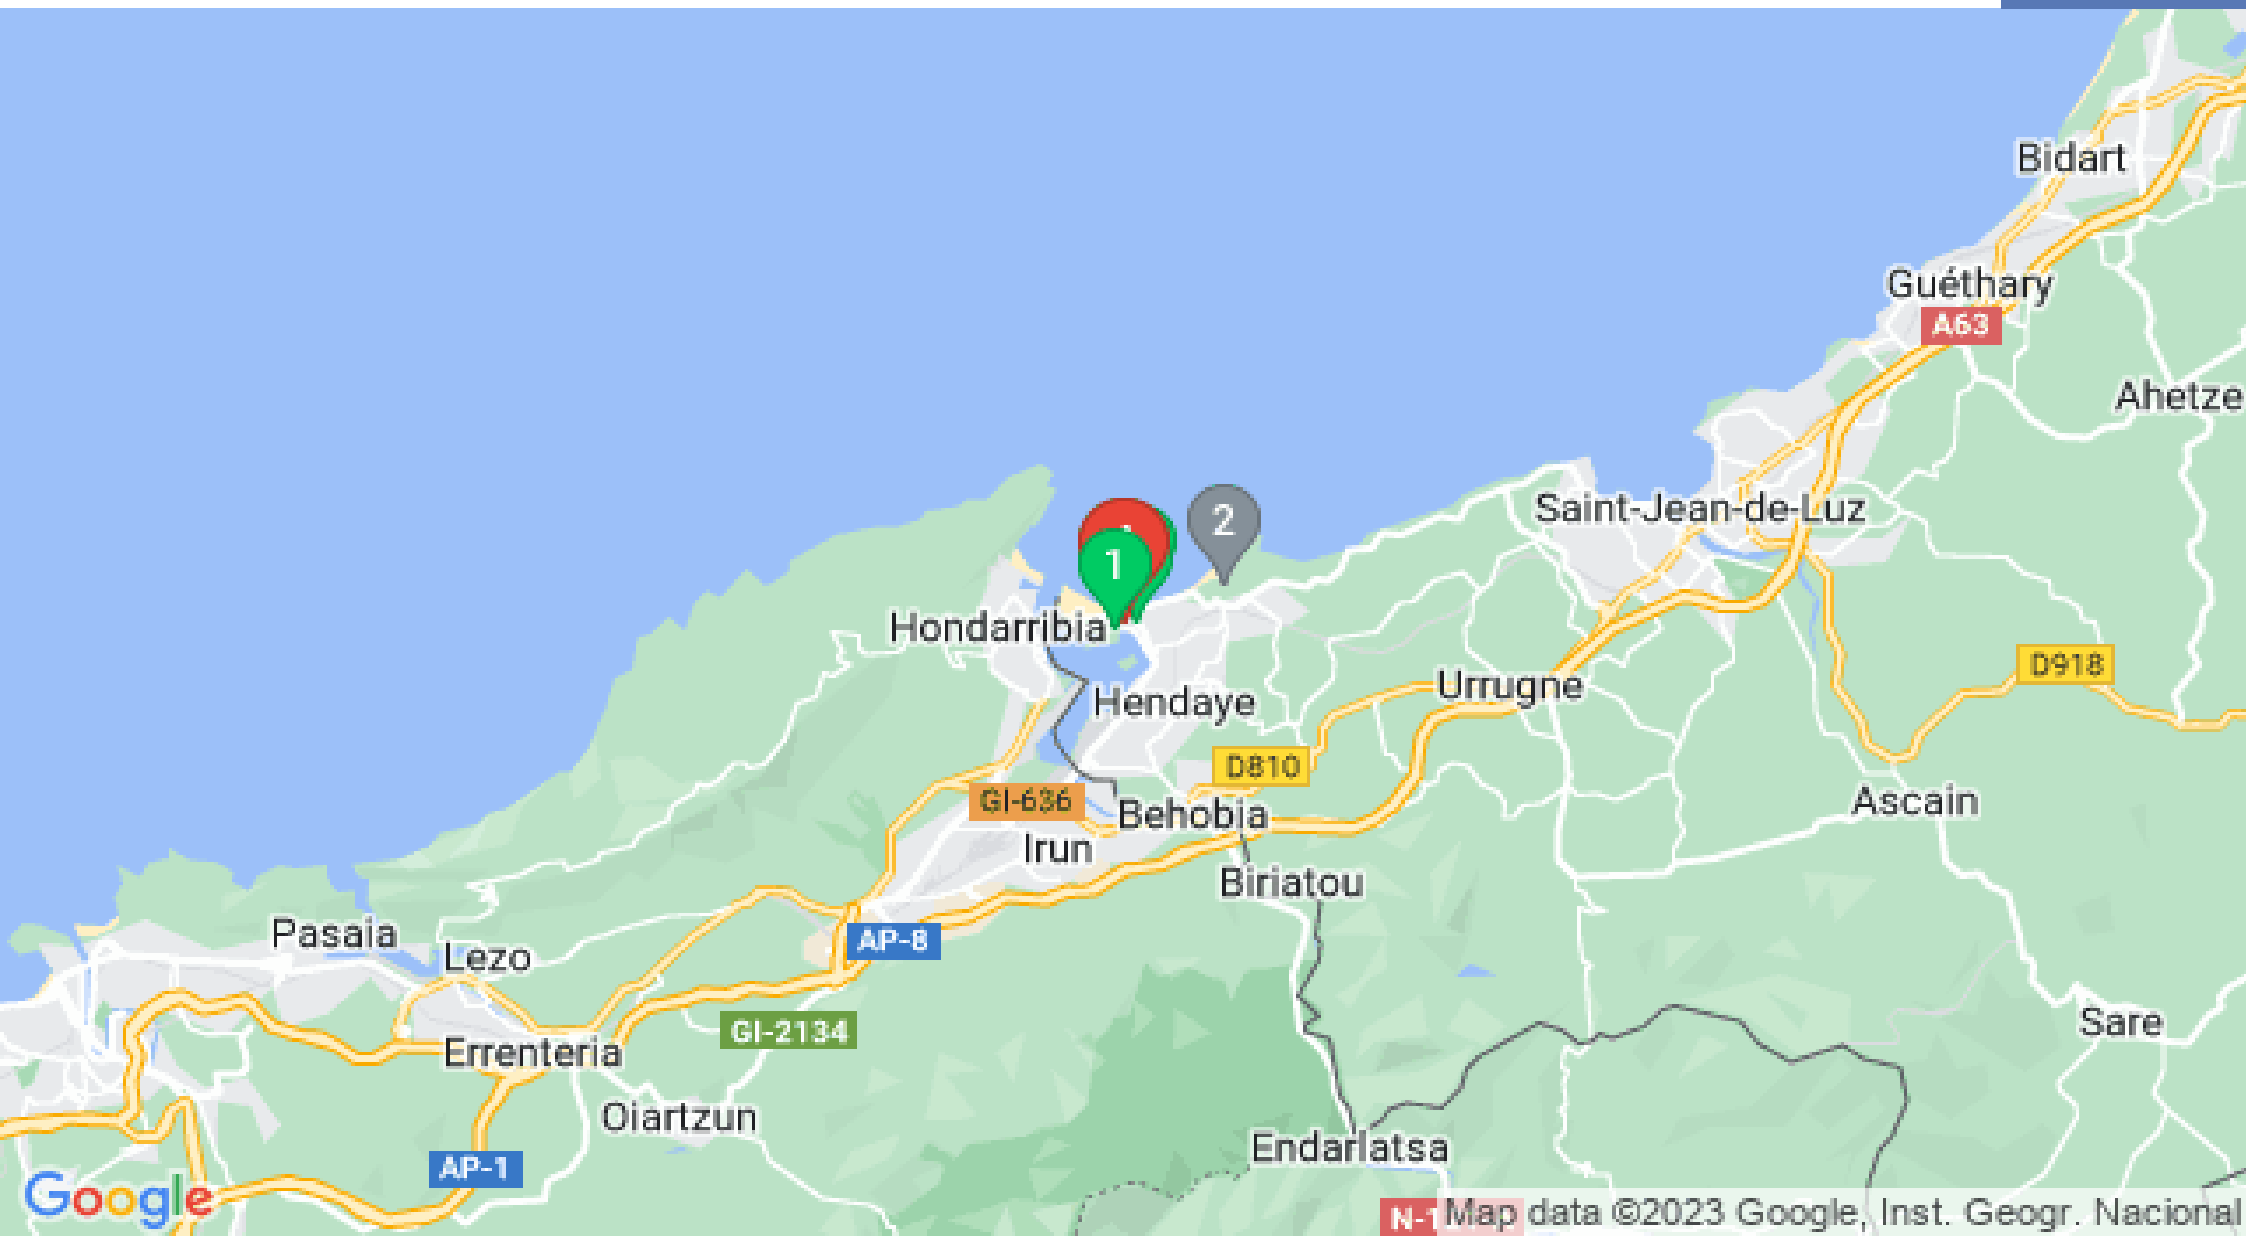 Bidart
Guéthary
A63
Ahetze
2
Saint-Jean-de-Luz
1
Hondarribia
D918
Urrugne
Hendaye
D810
GI-636
Behobia
Ascain
Irun
Biriatou
Pasaia
AP-8
Lezo
Sare
GI-2134
Errenteria
Oiartzun
Endarlatsa
AP-1
Google
N-1
Map data ©2023 Google, Inst. Geogr. Nacional